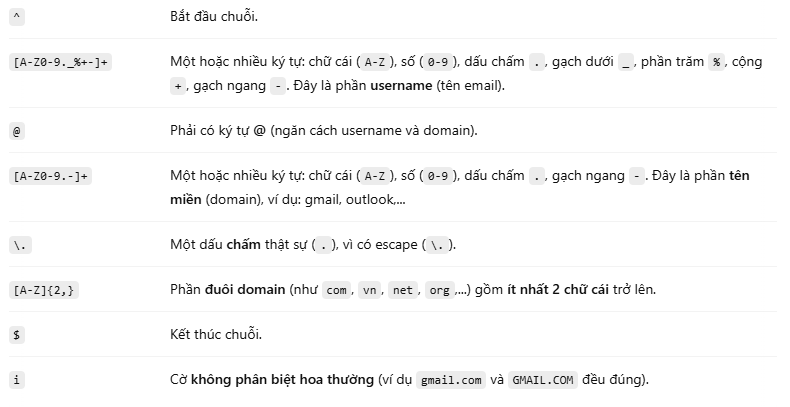 ^ Bắt đầu chuỗi.
[A-Z0-9._%+-]+ Một hoặc nhiều ký tự: chữ cái ( A-Z ), số ( 0-9 ), dấu chấm . , gạch dưới _ , phần trăm % , cộng
+ , gạch ngang - . Đây là phần username (tên email).
@ Phải có ký tự @ (ngăn cách username và domain).
[A-Z0-9.-]+ Một hoặc nhiều ký tự: chữ cái ( A-Z ), số ( 0-9 ), dấu chấm . , gạch ngang - . Đây là phần tên
miền (domain), ví dụ: gmail, outlook,...
\. Một dấu chấm thật sự ( . ), vì có escape ( \. ).
[A-Z]{2,} Phần đuôi domain (như com , vn , net , org ,...) gồm ít nhất 2 chữ cái trở lên.
$ Kết thúc chuỗi.
i Cờ không phân biệt hoa thường (ví dụ gmail.com và GMAIL.COM đều đúng).